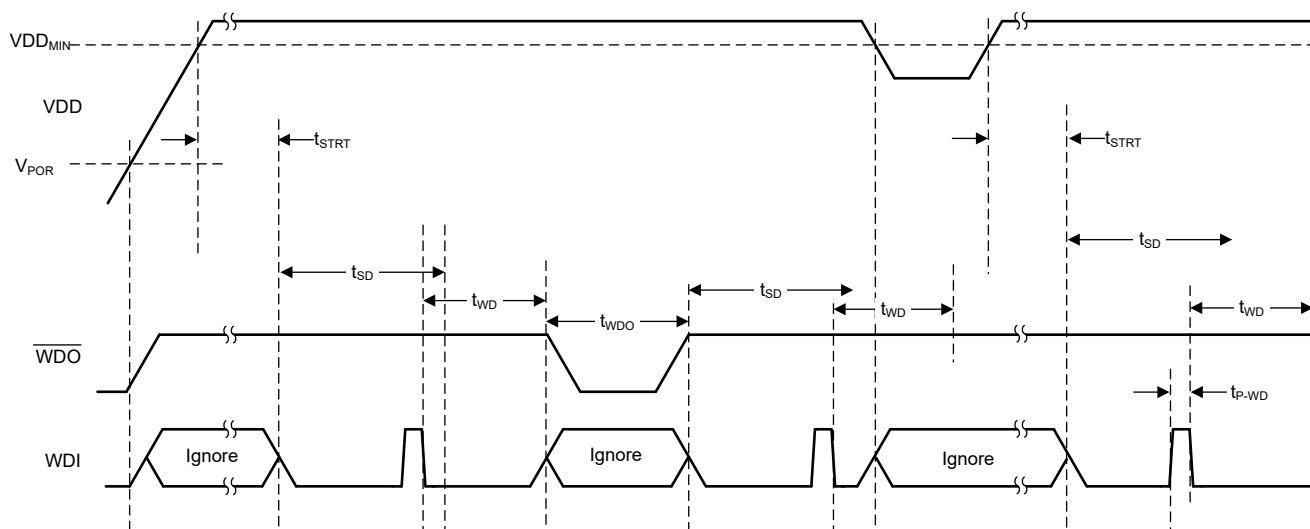 VDD_MIN
VDD
t_STRT
t_STRT
V_POR
t_SD
t_SD
t_WD
t_SD
t_WD
t_WD
t_WDO
WDO
t_P-WD
WDI
Ignore
Ignore
Ignore